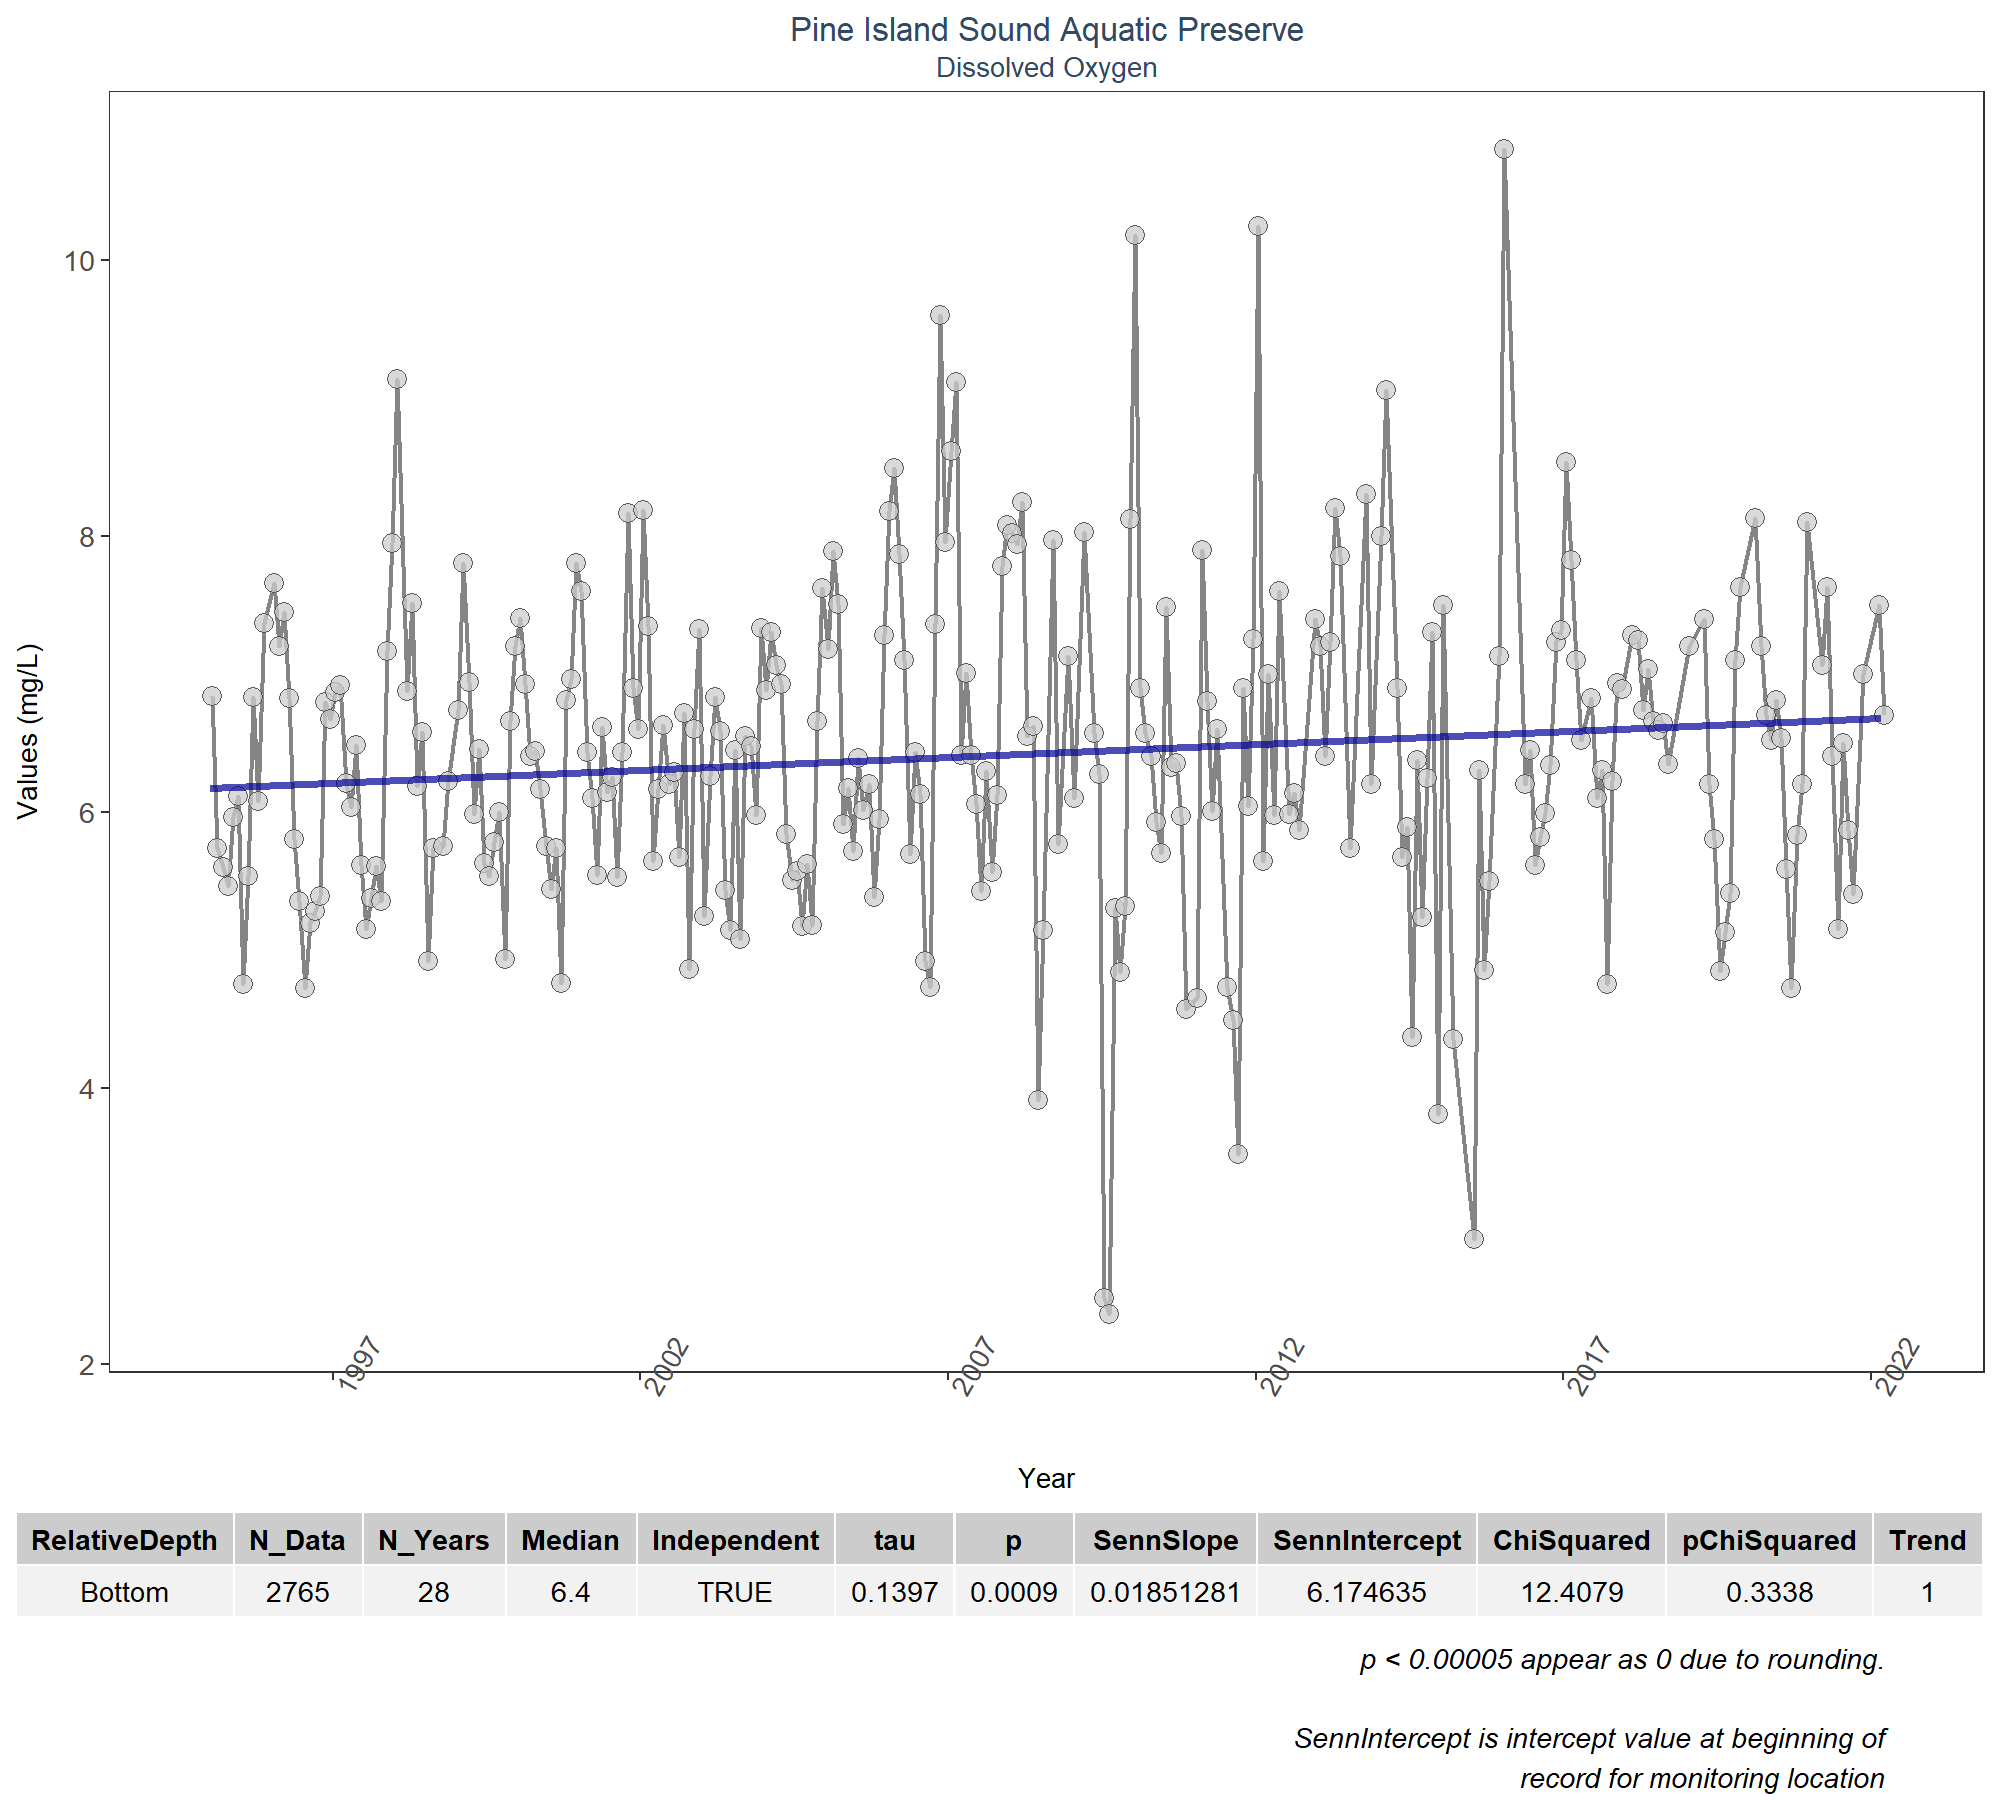 Pine Island Sound Aquatic Preserve
Dissolved Oxygen
10
8
6
4
2
Values (mg/L)
1997 2002 2007 2012 2017 2022
Year
RelativeDepth N_Data N_Years Median Independent tau p SennSlope SennIntercept ChiSquared pChiSquared Trend
Bottom 2765 28 6.4 TRUE 0.1397 0.0009 0.01851281 6.174635 12.4079 0.3338 1
p < 0.00005 appear as 0 due to rounding.
SennIntercept is intercept value at beginning of
record for monitoring location